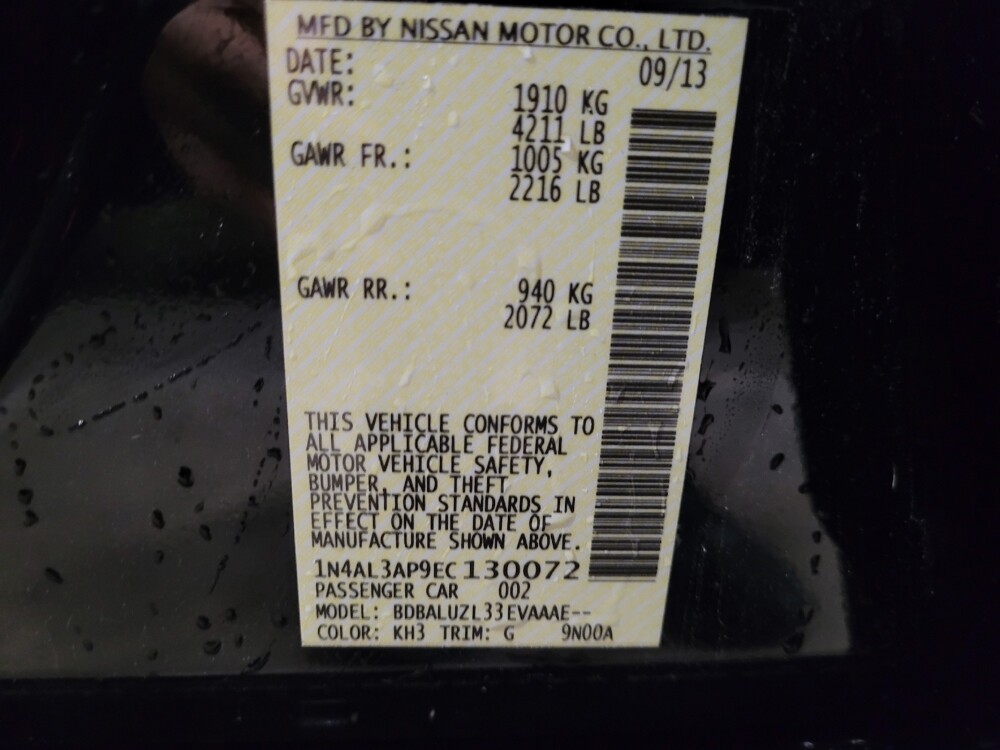 MFD BY NISSAN MOTOR CO., LTD.
DATE: 09/13
GVWR: 1910 KG
4211 LB
GAWR FR.: 1005 KG
2216 LB
GAWR RR.: 940 KG
2072 LB
THIS VEHICLE CONFORMS TO
ALL APPLICABLE FEDERAL
MOTOR VEHICLE SAFETY,
BUMPER, AND THEFT
PREVENTION STANDARDS IN
EFFECT ON THE DATE OF
MANUFACTURE SHOWN ABOVE.
1N4AL3AP9EC130072
PASSENGER CAR 002
MODEL: BDBALUZL33EVAAAE--
COLOR: KH3 TRIM: G 9N00A